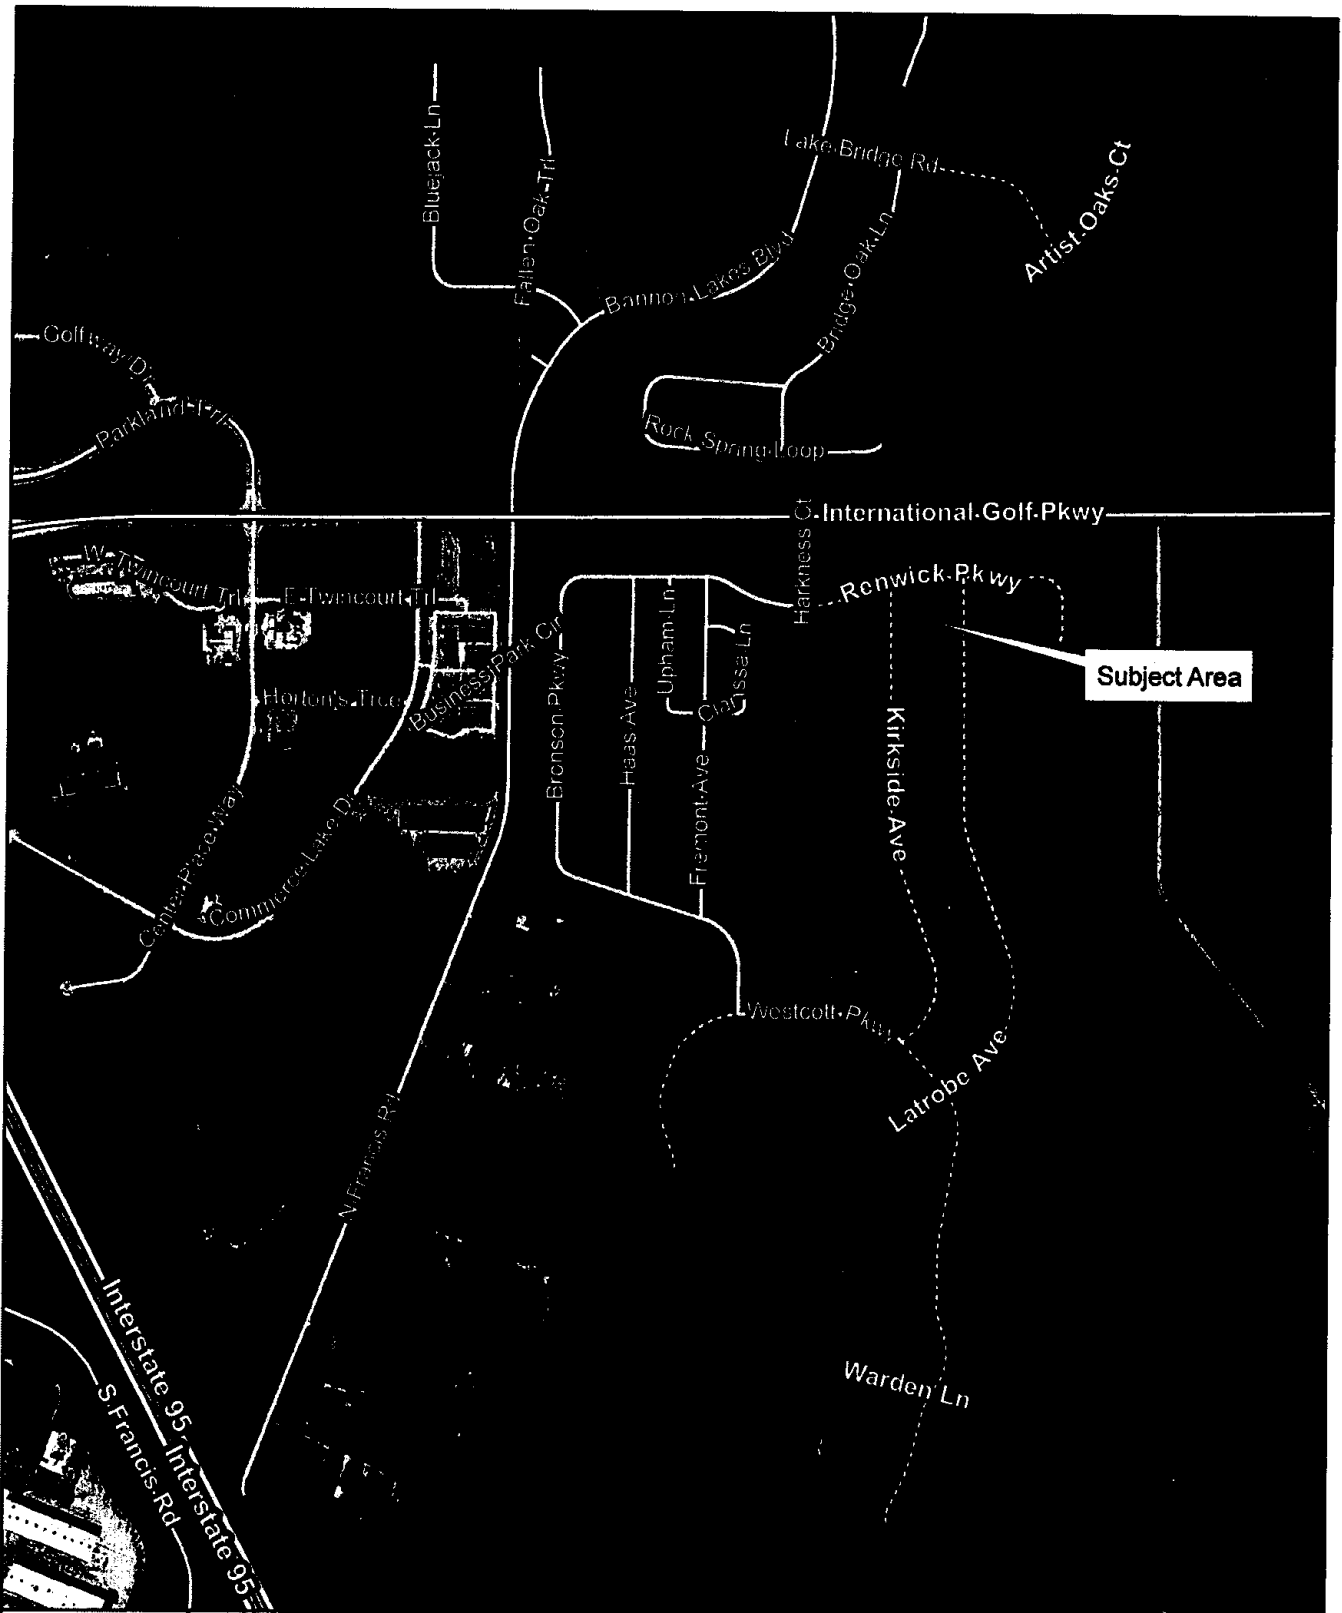 Bluejack Ln
Fallen Oak Trl
Lake Bridge Rd
Artist Oaks Ct
Bannon Lakes Blvd
Bridge Oak Ln
Golfway Dr
Parkland Trl
Rock Spring Loop
International Golf Pkwy
Harkness Ct
W Twincourt Trl
E Twincourt Trl
Renwick Pkwy
Upham Ln
Clarissa Ln
Subject Area
Business Park Cir
Horton's Trce
Bronson Pkwy
Haas Ave
Fremont Ave
Kirkside Ave
Center Place Way
Commerce Lake Dr
Westcott Pkwy
Latrobe Ave
N Francis Rd
Interstate 95
Interstate 95
S Francis Rd
Warden Ln